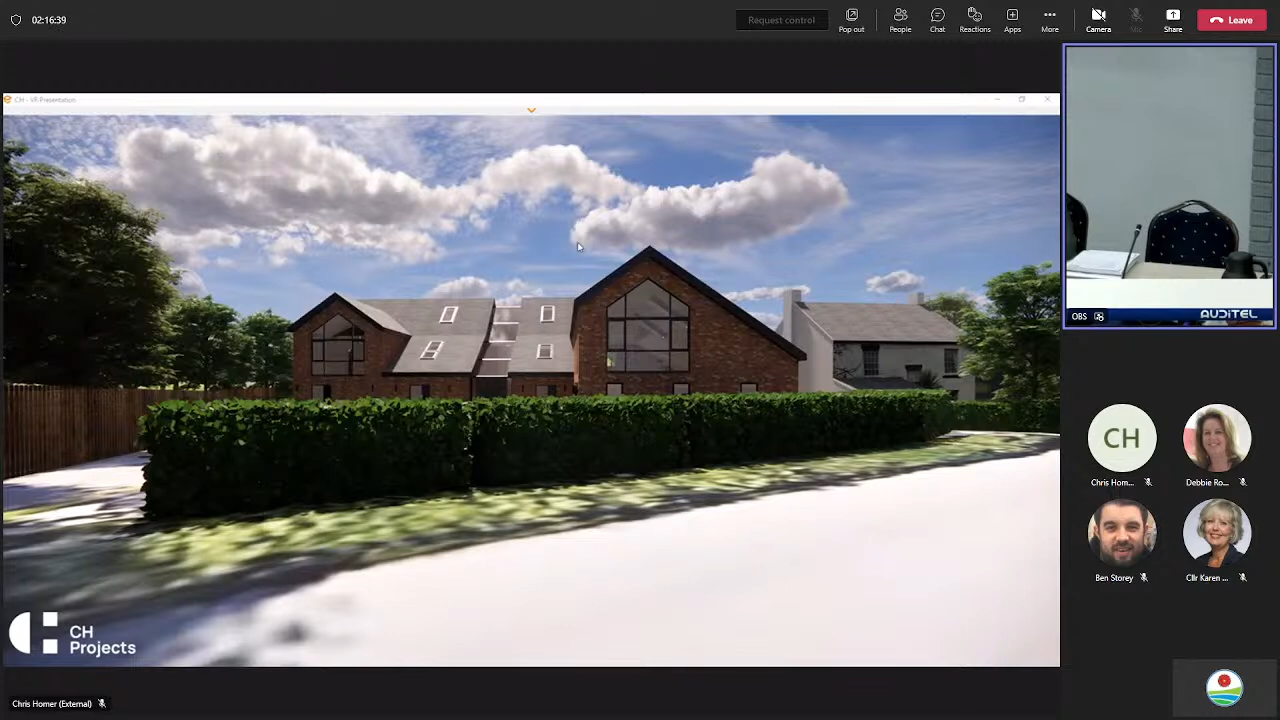 02:16:39
Request control
Pop out
People
Chat
Reactions
Apps
More
Camera
Mic
Share
Leave
CH - VR Presentation
OBS
AUDITEL
CH
Chris Hom...
Debbie Ro...
Ben Storey
Cllr Karen ...
CH
Projects
Chris Homer (External)